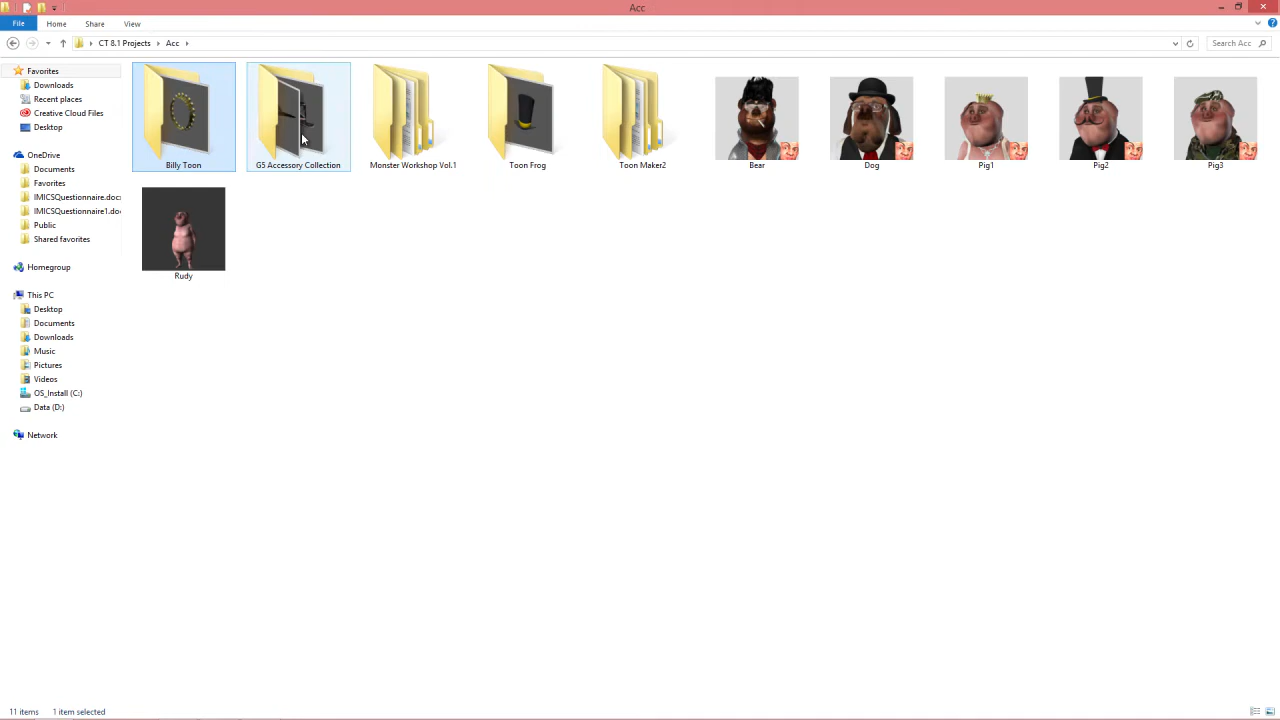 Acc
File Home Share View
CT 8.1 Projects Acc
Search Acc
Favorites
Downloads
Recent places
Creative Cloud Files
Desktop
OneDrive
Documents
Favorites
IMICSQuestionnaire.docx
IMICSQuestionnaire1.doc
Public
Shared favorites
Homegroup
This PC
Desktop
Documents
Downloads
Music
Pictures
Videos
OS_Install (C:)
Data (D:)
Network
Billy Toon G5 Accessory Collection Monster Workshop Vol.1 Toon Frog Toon Maker2 Bear Dog Pig1 Pig2 Pig3
Rudy
11 items 1 item selected